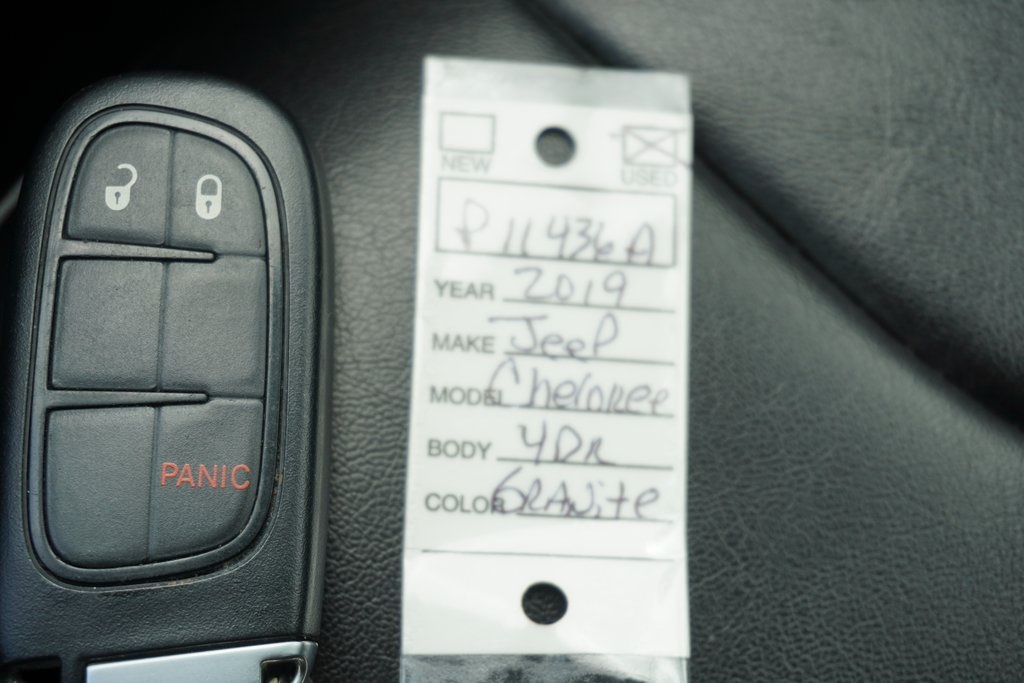 PANIC
NEW USED
P11436A
YEAR 2019
MAKE Jeep
MODEL Cherokee
BODY 4DR
COLOR GRANite